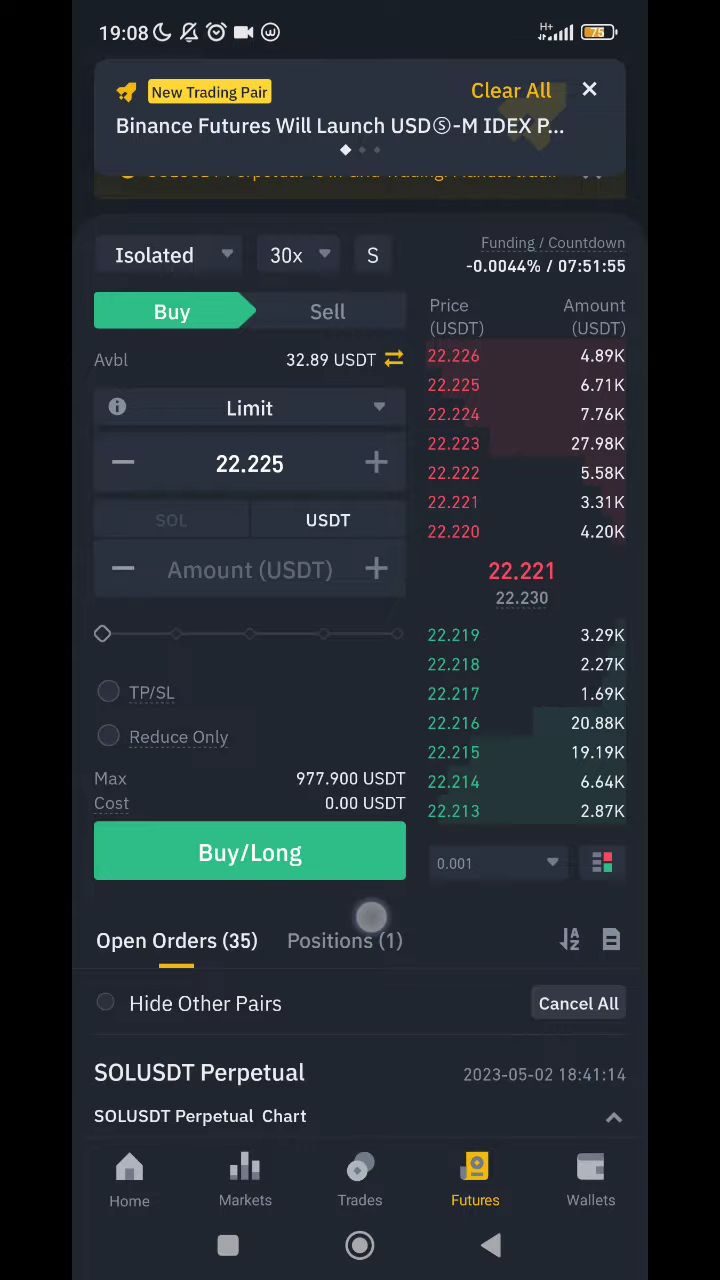 19:08
H+
75
New Trading Pair
Clear All
Binance Futures Will Launch USDⓈ-M IDEX P...
Isolated
30x
S
Funding / Countdown
-0.0044% / 07:51:55
Buy
Sell
Price
(USDT)
Amount
(USDT)
Avbl
32.89 USDT
Limit
22.225
SOL
USDT
Amount (USDT)
TP/SL
Reduce Only
Max
977.900 USDT
Cost
0.00 USDT
Buy/Long
22.226 4.89K
22.225 6.71K
22.224 7.76K
22.223 27.98K
22.222 5.58K
22.221 3.31K
22.220 4.20K
22.221
22.230
22.219 3.29K
22.218 2.27K
22.217 1.69K
22.216 20.88K
22.215 19.19K
22.214 6.64K
22.213 2.87K
0.001
Open Orders (35)
Positions (1)
Hide Other Pairs
Cancel All
SOLUSDT Perpetual
2023-05-02 18:41:14
SOLUSDT Perpetual Chart
Home
Markets
Trades
Futures
Wallets